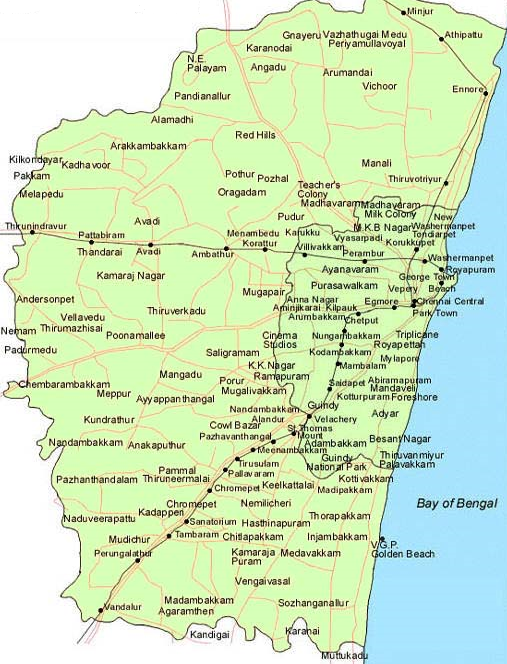 Minjur
Gnayeru
Vazhathugai Medu
Athipattu
Periyamullavoyal
Karanodai
N.E.
Palayam
Angadu
Arumandai
Vichoor
Ennore
Pandianallur
Alamadhi
Red Hills
Arakkambakkam
Kilkondayar
Kadhavoor
Manali
Pakkam
Pothur
Pozhal
Thiruvotriyur
Melapedu
Oragadam
Teacher's
Colony
Madhavaram
Madhaveram
Milk Colony
Pudur
New
Avadi
M.K.B Nagar
Washermanpet
Thninundravur
Pattabiram
Menambedu
Karukku
Vyasarpadi
Tondiarpet
Korukkupet
Thandarai
Avadi
Ambathur
Korattur
Villivakkam
Perambur
Washermanpet
Ayanavaram
Royapuram
Kamaraj Nagar
Purasawalkam
George Town
Mugapair
Vepery
Beach
Andersonpet
Anna Nagar
Egmore
Chennai Central
Aminjikarai
Kilpauk
Vellavedu
Thiruverkadu
Arumbakkam
Chetput
Park Town
Nemam
Thirumazhisai
Poonamallee
Cinema
Studios
Nungambakkam
Triplicane
Royapettah
Padurmedu
Saligramam
Kodambakkam
Mylapore
K.K.Nagar
Mambalam
Mangadu
Ramapuram
Chembarambakkam
Porur
Saidapet
Abiramapuram
Mandaveli
Meppur
Ayyappanthangal
Mugalivakkam
Kotturpuram
Foreshore
Nandambakkam
Guindy
Adyar
Kundrathur
Alandur
Velachery
Cowl Bazar
St.Thomas
Mount
Nandambakkam
Anakaputhur
Pazhavanthangal
Adambakkam
Besant Nagar
Meenambakkam
Guindy
National Park
Thiruvanmiyur
Palavakkam
Tirusulam
Pammal
Pallavaram
Pazhanthandalam
Thiruneermalai
Kottivakkam
Chromepet
Keelkattalai
Madipakkam
Chromepet
Nemilicheri
Bay of Bengal
Naduveerapattu
Kadapperi
Sanatorium
Hasthinapuram
Thorapakkam
Mudichur
Tambaram
Chitlapakkam
Injambakkam
V.G.P.
Golden Beach
Perungalathur
Kamaraja
Puram
Medavakkam
Vengaivasal
Vandalur
Madambakkam
Agaramthen
Sozhanganallur
Kandigai
Karanai
Muttukadu